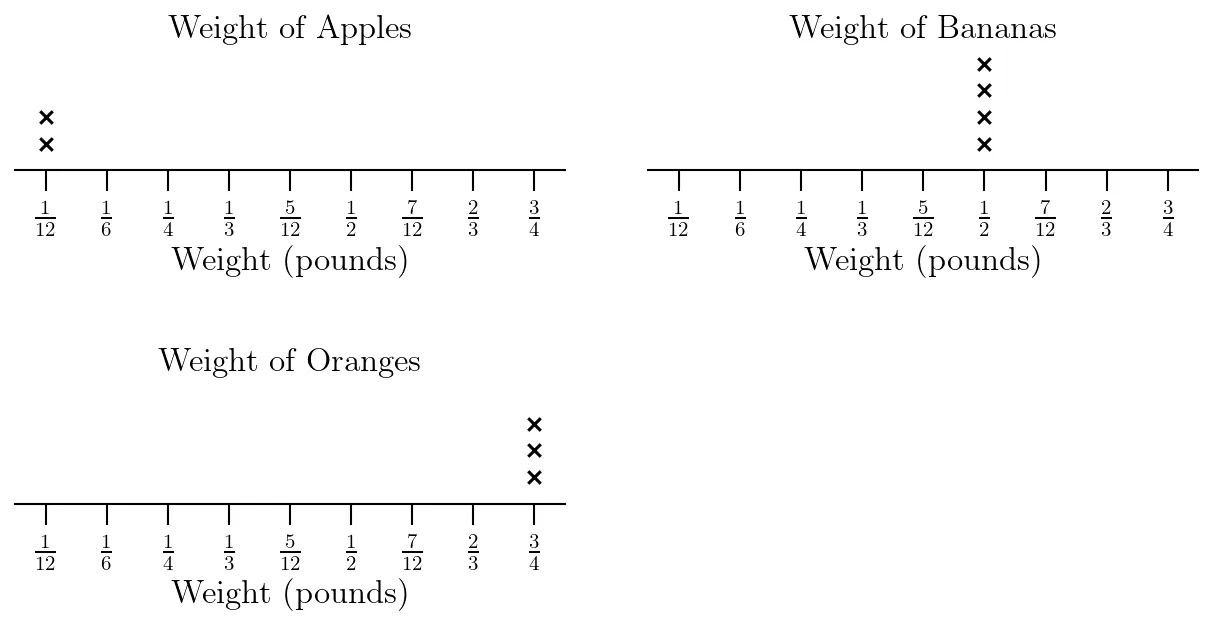 Weight of Apples
1/12 1/6 1/4 1/3 5/12 1/2 7/12 2/3 3/4
Weight (pounds)
Weight of Bananas
1/12 1/6 1/4 1/3 5/12 1/2 7/12 2/3 3/4
Weight (pounds)
Weight of Oranges
1/12 1/6 1/4 1/3 5/12 1/2 7/12 2/3 3/4
Weight (pounds)